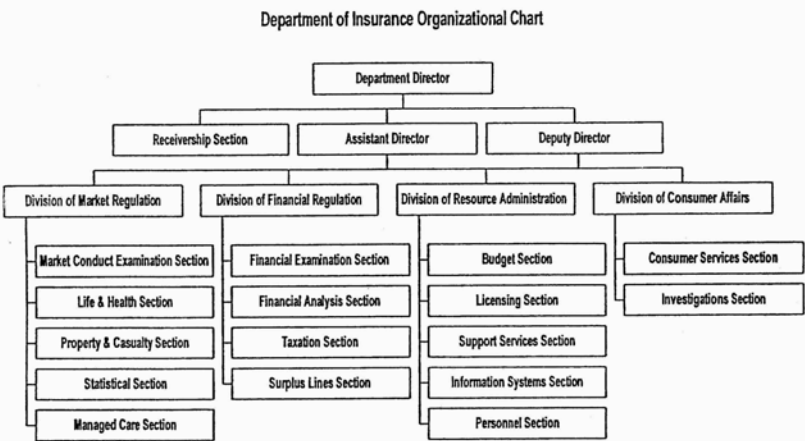 Department of Insurance Organizational Chart
Department Director
Receivership Section
Assistant Director
Deputy Director
Division of Market Regulation
Division of Financial Regulation
Division of Resource Administration
Division of Consumer Affairs
Market Conduct Examination Section
Financial Examination Section
Budget Section
Consumer Services Section
Life & Health Section
Financial Analysis Section
Licensing Section
Investigations Section
Property & Casualty Section
Taxation Section
Support Services Section
Statistical Section
Surplus Lines Section
Information Systems Section
Managed Care Section
Personnel Section